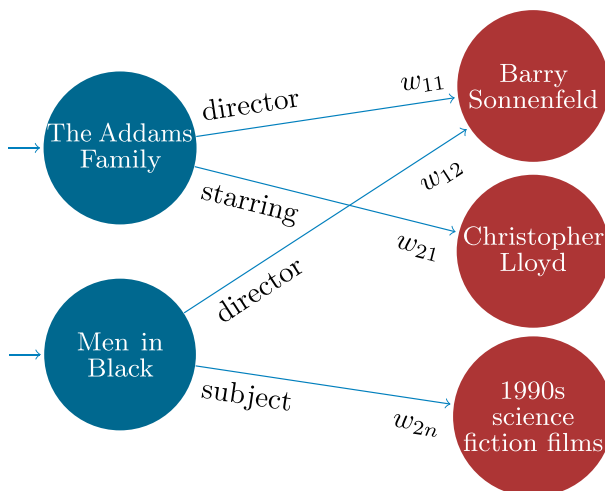 The Addams
Family
director
w₁₁
Barry
Sonnenfeld
starring
w₁₂
w₂₁
Christopher
Lloyd
director
Men in
Black
subject
w₂ₙ
1990s
science
fiction films